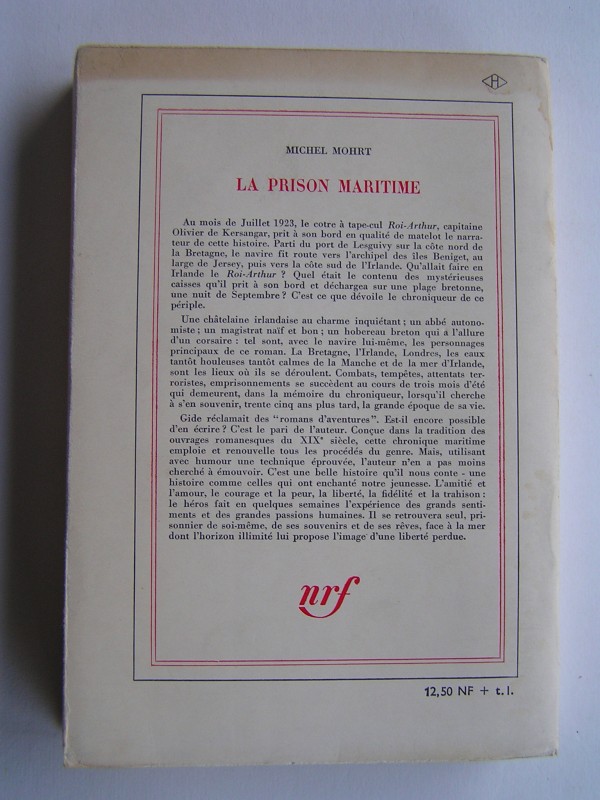 H
MICHEL MOHRT
LA PRISON MARITIME
Au mois de Juillet 1923, le cotre à tape-cul Roi-Arthur, capitaine
Olivier de Kersangar, prit à son bord en qualité de matelot le narra-
teur de cette histoire. Parti du port de Lesguivy sur la côte nord de
la Bretagne, le navire fit route vers l'archipel des îles Beniget, au
large de Jersey, puis vers la côte sud de l'Irlande. Qu'allait faire en
Irlande le Roi-Arthur ? Quel était le contenu des mystérieuses
caisses qu'il prit à son bord et déchargea sur une plage bretonne,
une nuit de Septembre ? C'est ce que dévoile le chroniqueur de ce
périple.
Une châtelaine irlandaise au charme inquiétant ; un abbé autono-
miste ; un magistrat naïf et bon ; un hobereau breton qui a l'allure
d'un corsaire : tel sont, avec le navire lui-même, les personnages
principaux de ce roman. La Bretagne, l'Irlande, Londres, les eaux
tantôt houleuses tantôt calmes de la Manche et de la mer d'Irlande,
sont les lieux où ils se déroulent. Combats, tempêtes, attentats ter-
roristes, emprisonnements se succèdent au cours de trois mois d'été
qui demeurent, dans la mémoire du chroniqueur, lorsqu'il cherche
à s'en souvenir, trente cinq ans plus tard, la grande époque de sa vie.
Gide réclamait des "romans d'aventures". Est-il encore possible
d'en écrire ? C'est le pari de l'auteur. Conçue dans la tradition des
ouvrages romanesques du XIXe siècle, cette chronique maritime
emploie et renouvelle tous les procédés du genre. Mais, utilisant
avec humour une technique éprouvée, l'auteur n'en a pas moins
cherché à émouvoir. C'est une belle histoire qu'il nous conte - une
histoire comme celles qui ont enchanté notre jeunesse. L'amitié et
l'amour, le courage et la peur, la liberté, la fidélité et la trahison :
le héros fait en quelques semaines l'expérience des grands senti-
ments et des grandes passions humaines. Il se retrouvera seul, pri-
sonnier de soi-même, de ses souvenirs et de ses rêves, face à la mer
dont l'horizon illimité lui propose l'image d'une liberté perdue.
nrf
12,50 NF + t. l.